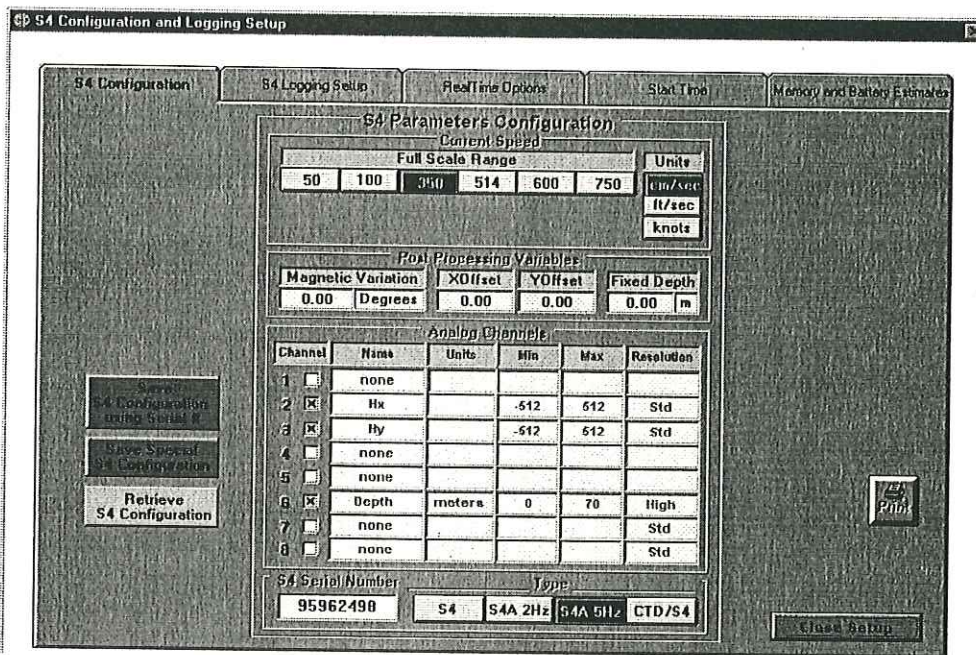 S4 Configuration and Logging Setup
S4 Configuration S4 Logging Setup RealTime Options Start Time Memory and Battery Estimates
S4 Parameters Configuration
Current Speed
Full Scale Range Units
50 100 350 514 600 750 cm/sec
ft/sec
knots
Post Processing Variables
Magnetic Variation XOffset YOffset Fixed Depth
0.00 Degrees 0.00 0.00 0.00 m
Analog Channels
Channel Name Units Min Max Resolution
1 none
2 Hx -512 512 Std
3 Hy -512 512 Std
4 none
5 none
6 Depth meters 0 70 High
7 none Std
8 none Std
Save
S4 Configuration
using Serial #
Save Special
S4 Configuration
Retrieve
S4 Configuration
Print
S4 Serial Number Type
95962498 S4 S4A 2Hz S4A 5Hz CTD/S4
Close Setup